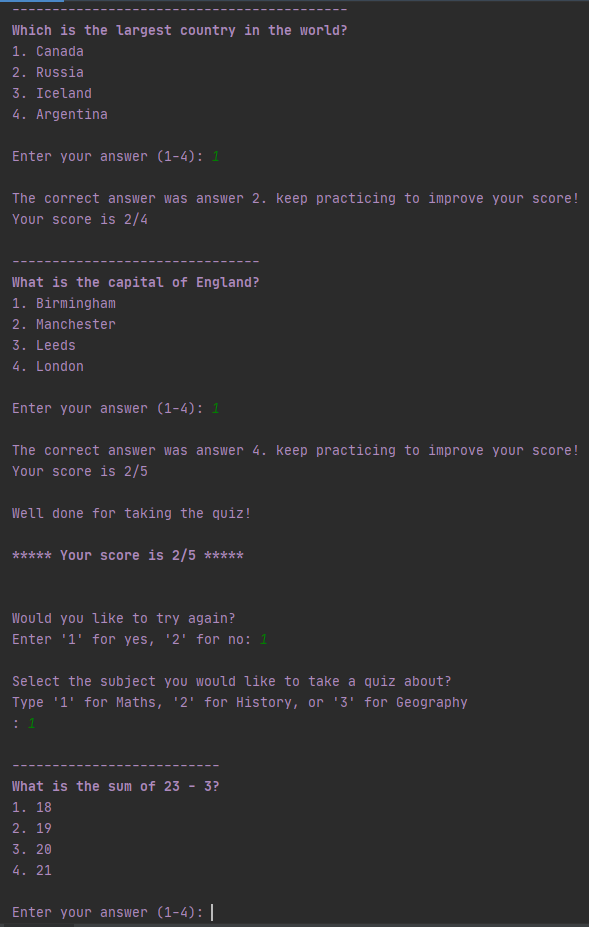 ------------------------------------------
Which is the largest country in the world?
1. Canada
2. Russia
3. Iceland
4. Argentina
Enter your answer (1-4): 1
The correct answer was answer 2. keep practicing to improve your score!
Your score is 2/4
-------------------------------
What is the capital of England?
1. Birmingham
2. Manchester
3. Leeds
4. London
Enter your answer (1-4): 1
The correct answer was answer 4. keep practicing to improve your score!
Your score is 2/5
Well done for taking the quiz!
***** Your score is 2/5 *****
Would you like to try again?
Enter '1' for yes, '2' for no: 1
Select the subject you would like to take a quiz about?
Type '1' for Maths, '2' for History, or '3' for Geography
: 1
--------------------------
What is the sum of 23 - 3?
1. 18
2. 19
3. 20
4. 21
Enter your answer (1-4):